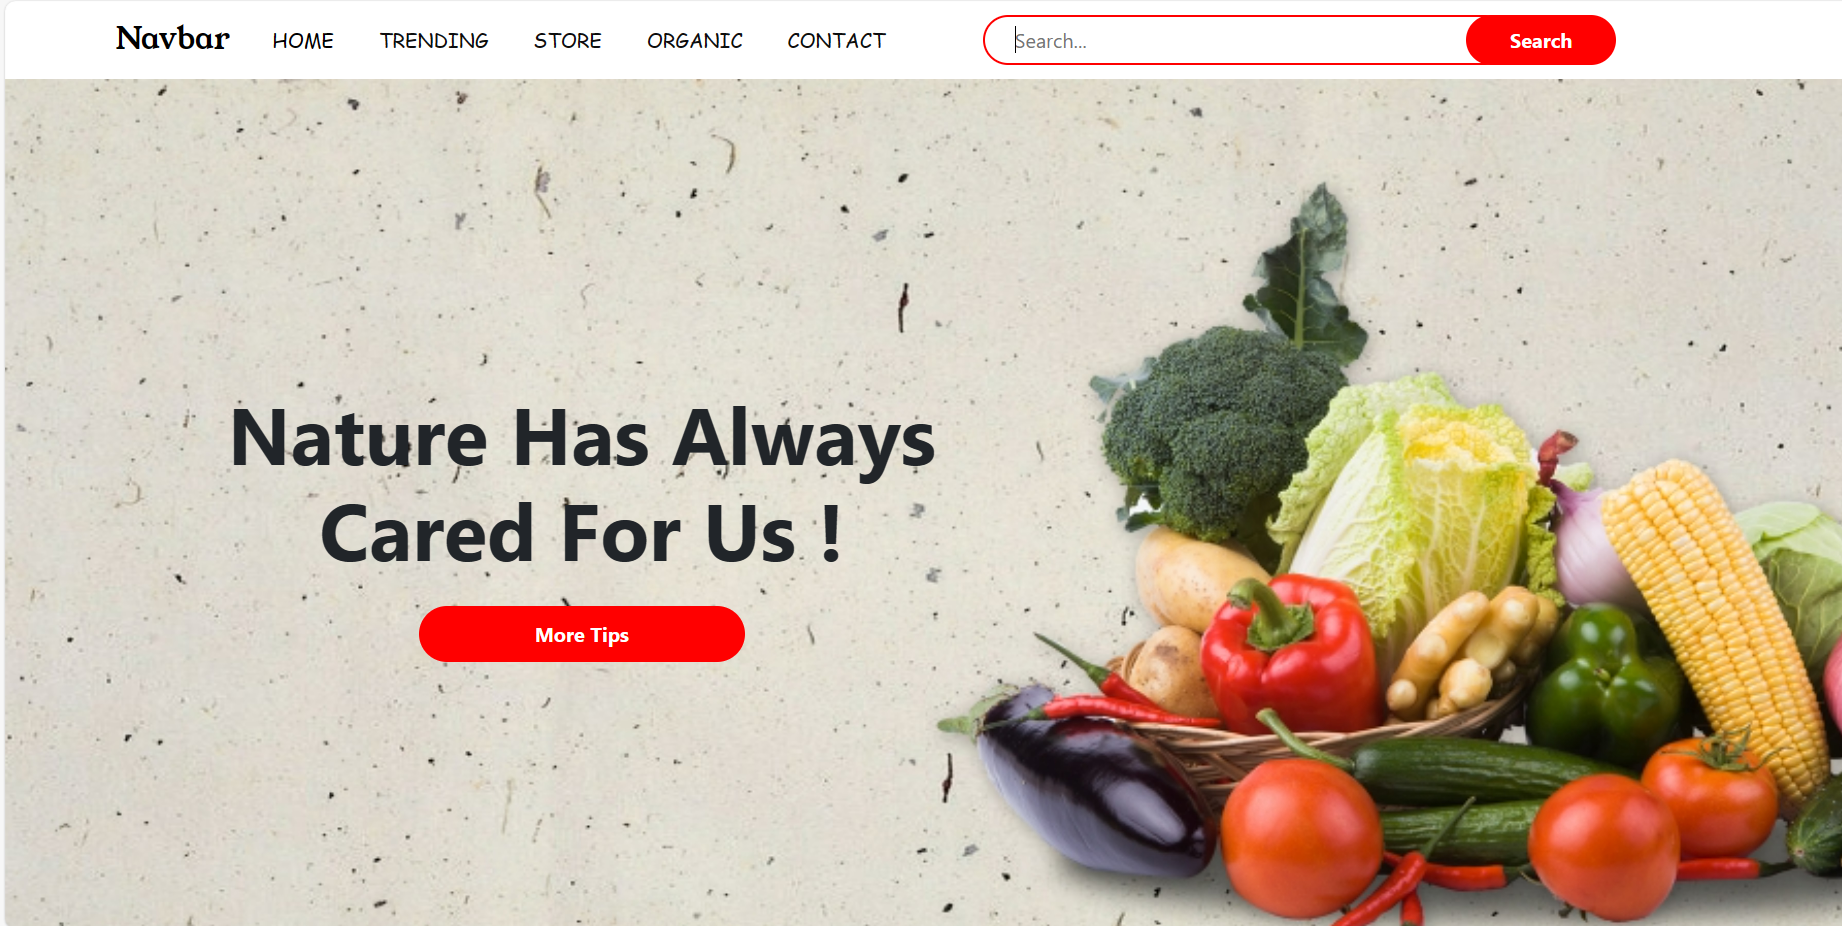 Navbar HOME TRENDING STORE ORGANIC CONTACT Search... Search
Nature Has Always
Cared For Us !
More Tips